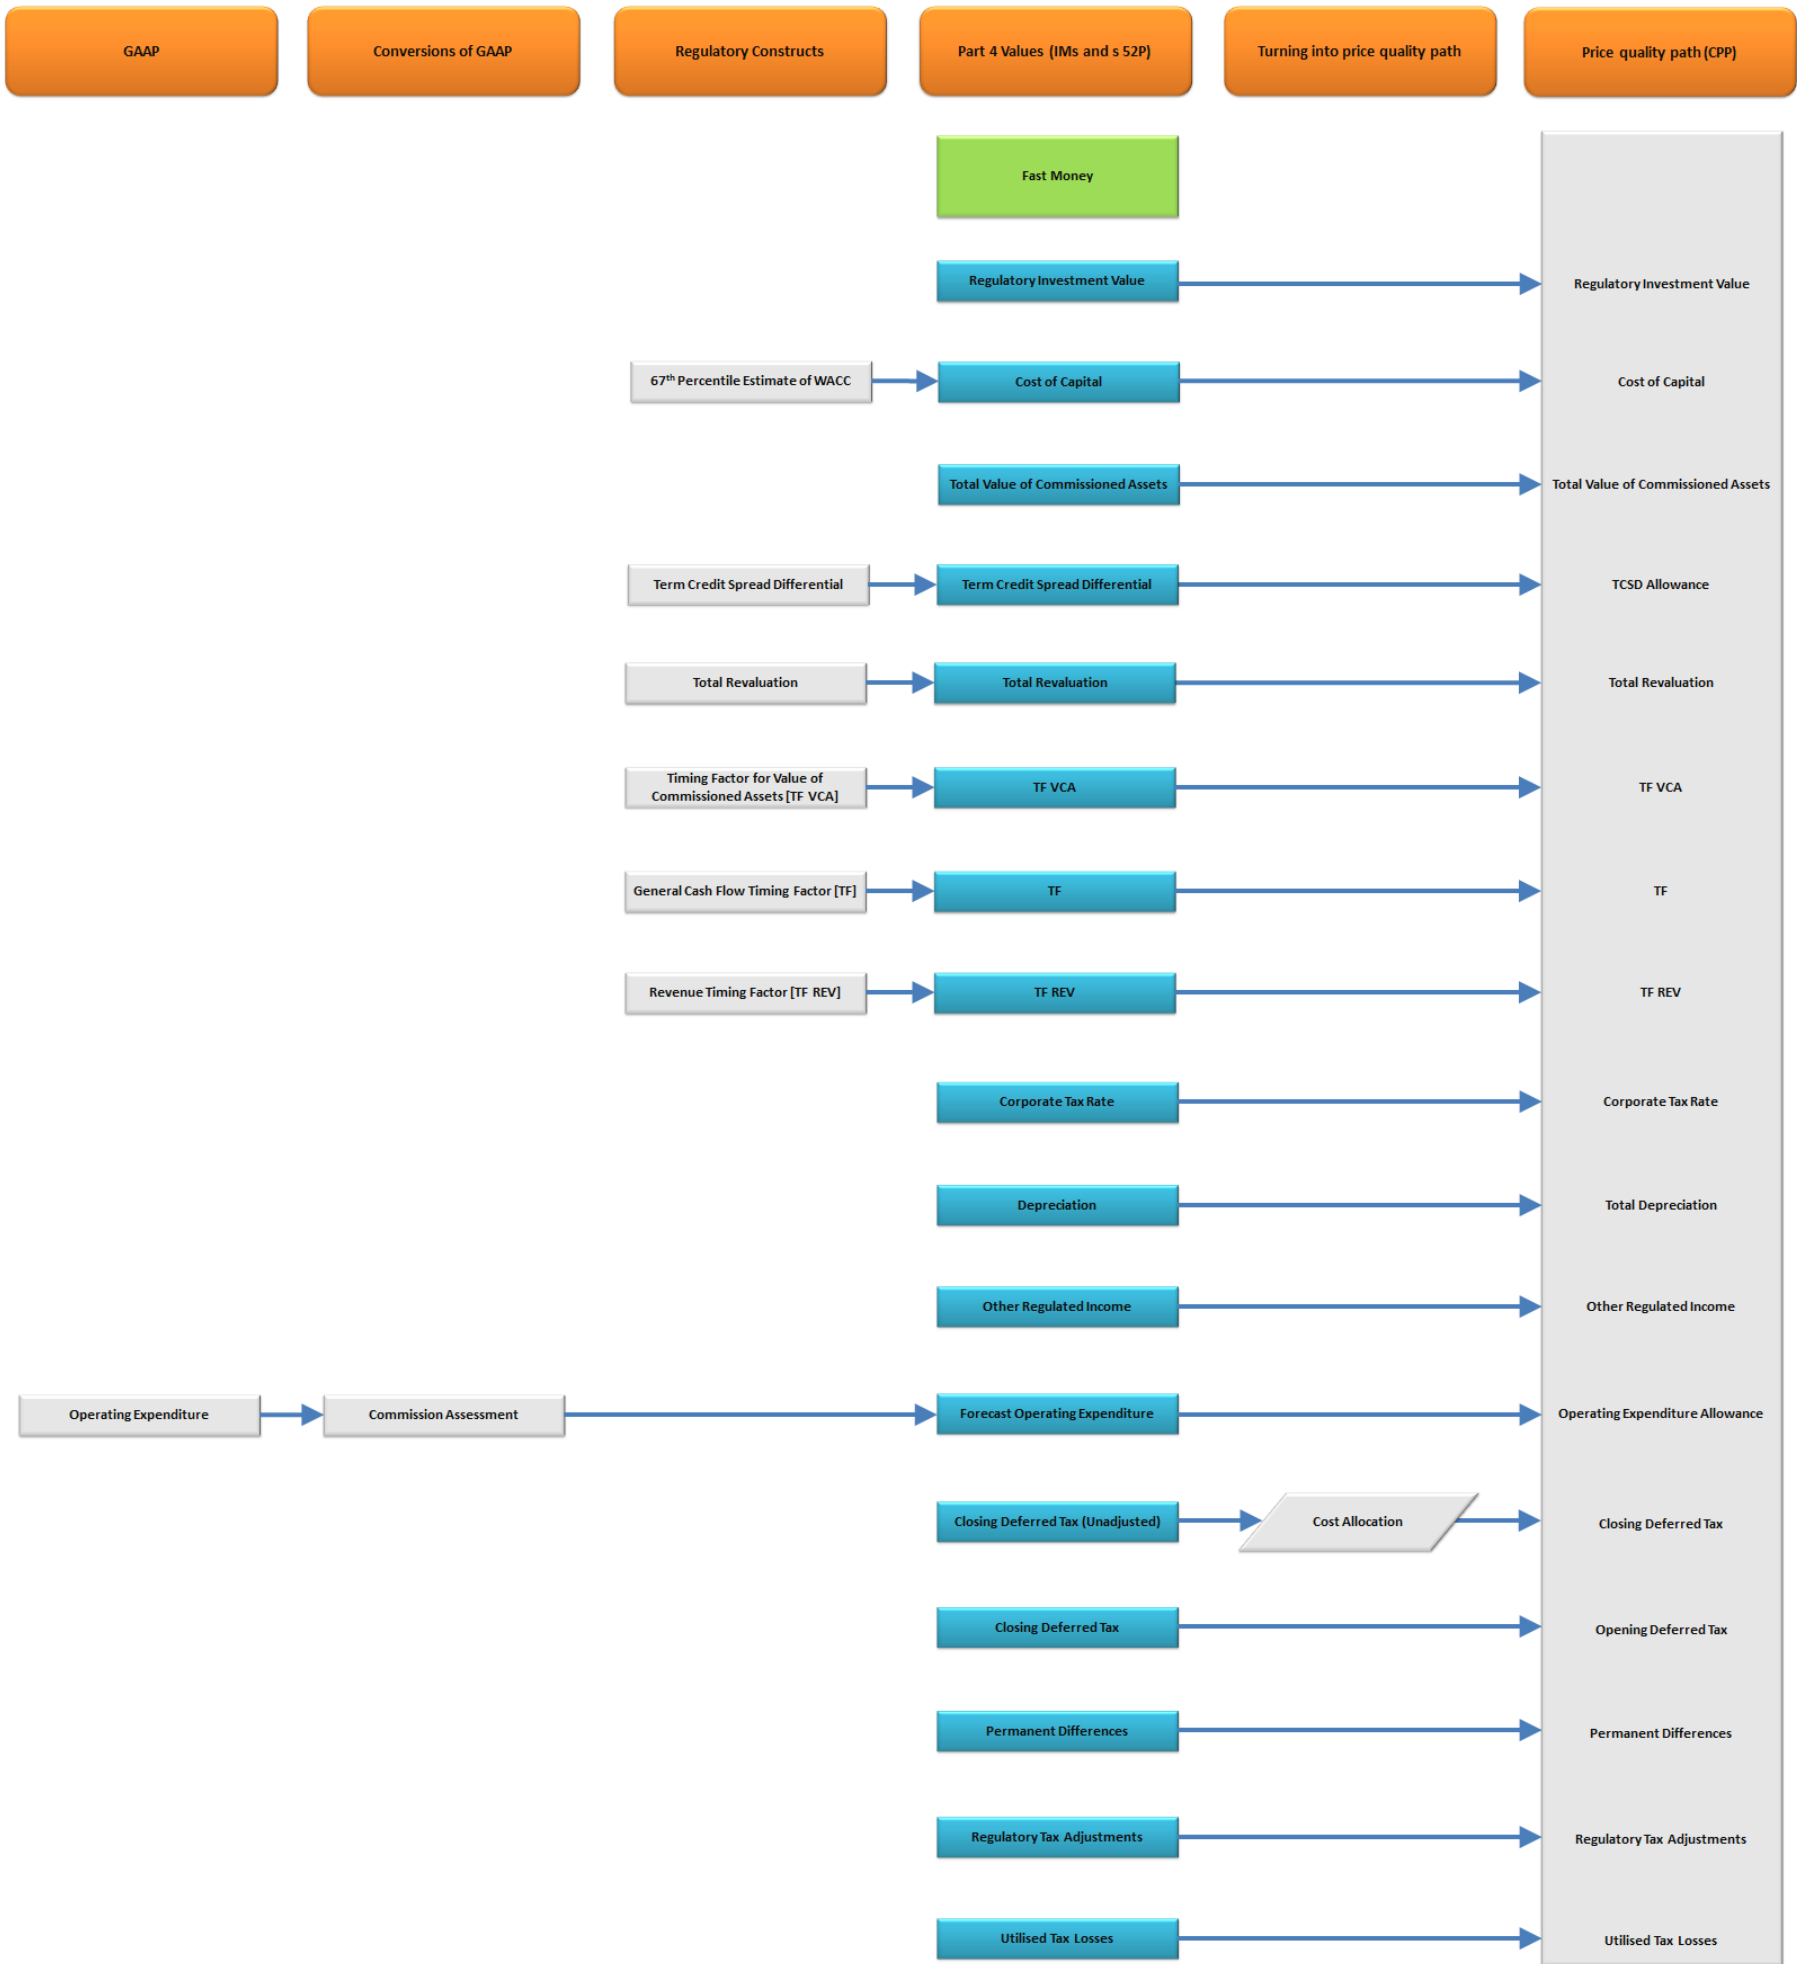 GAAP
Conversions of GAAP
Regulatory Constructs
Part 4 Values (IMs and s 52P)
Turning into price quality path
Price quality path (CPP)
Fast Money
Regulatory Investment Value
Regulatory Investment Value
67th Percentile Estimate of WACC
Cost of Capital
Cost of Capital
Total Value of Commissioned Assets
Total Value of Commissioned Assets
Term Credit Spread Differential
Term Credit Spread Differential
TCSD Allowance
Total Revaluation
Total Revaluation
Total Revaluation
Timing Factor for Value of
Commissioned Assets [TF VCA]
TF VCA
TF VCA
General Cash Flow Timing Factor [TF]
TF
TF
Revenue Timing Factor [TF REV]
TF REV
TF REV
Corporate Tax Rate
Corporate Tax Rate
Depreciation
Total Depreciation
Other Regulated Income
Other Regulated Income
Operating Expenditure
Commission Assessment
Forecast Operating Expenditure
Operating Expenditure Allowance
Closing Deferred Tax (Unadjusted)
Cost Allocation
Closing Deferred Tax
Closing Deferred Tax
Opening Deferred Tax
Permanent Differences
Permanent Differences
Regulatory Tax Adjustments
Regulatory Tax Adjustments
Utilised Tax Losses
Utilised Tax Losses